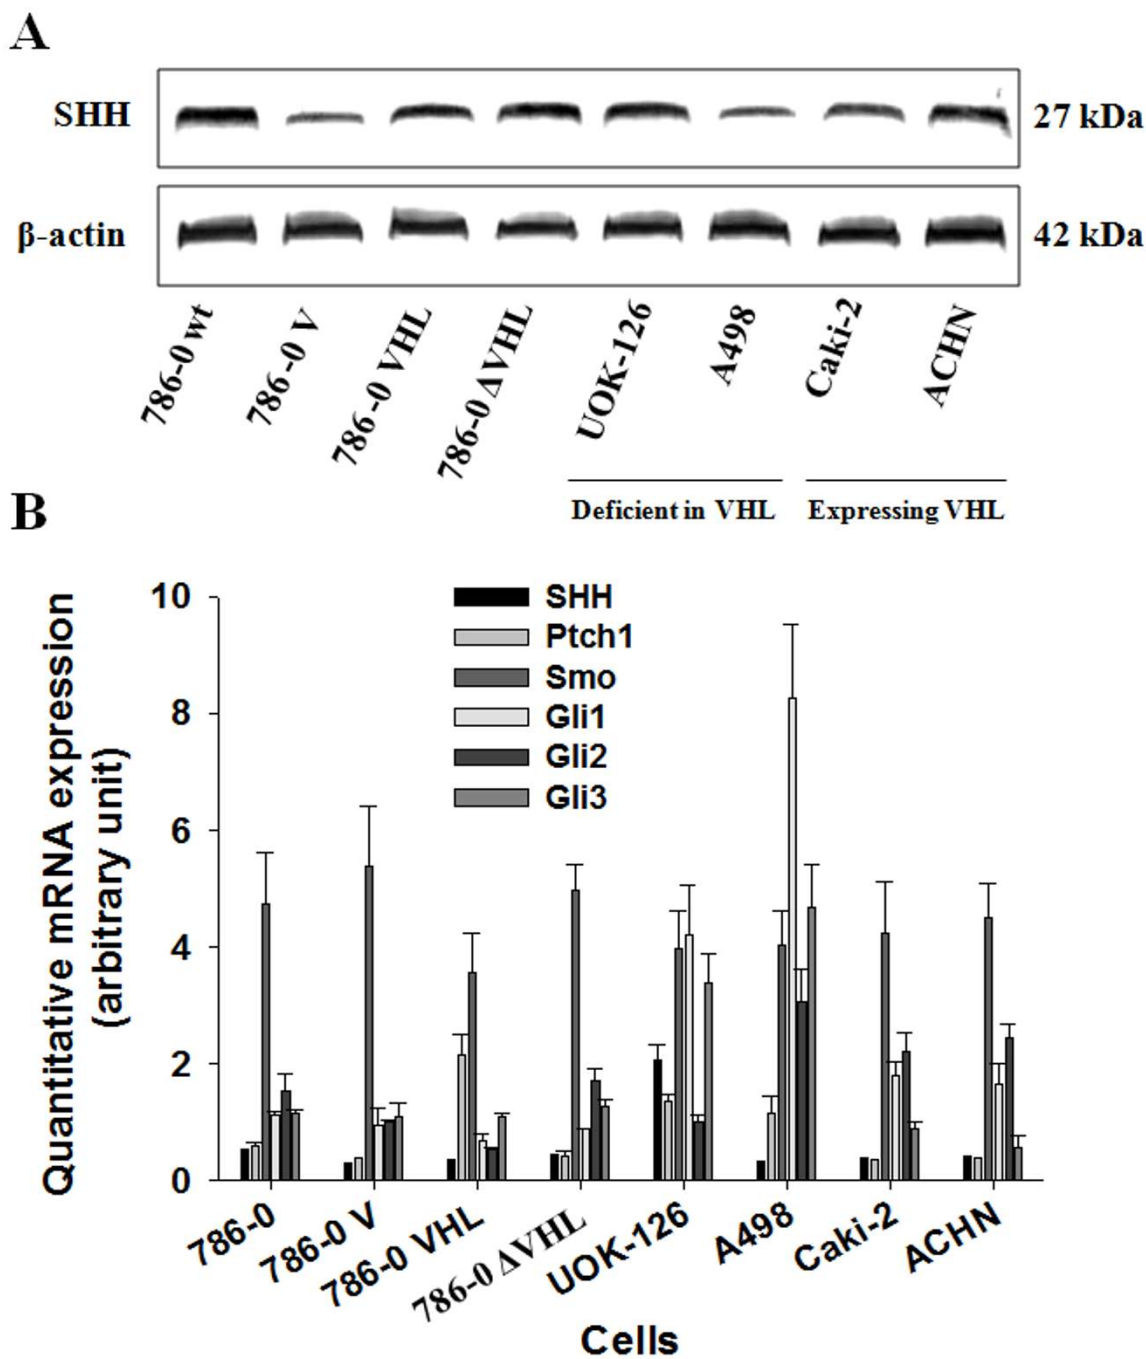 A
SHH
27 kDa
β-actin
42 kDa
786-0 wt
786-0 V
786-0 VHL
786-0 ΔVHL
UOK-126
A498
Caki-2
ACHN
Deficient in VHL
Expressing VHL
B
Quantitative mRNA expression
(arbitrary unit)
10
8
6
4
2
0
SHH
Ptch1
Smo
Gli1
Gli2
Gli3
786-0
786-0 V
786-0 VHL
786-0 ΔVHL
UOK-126
A498
Caki-2
ACHN
Cells